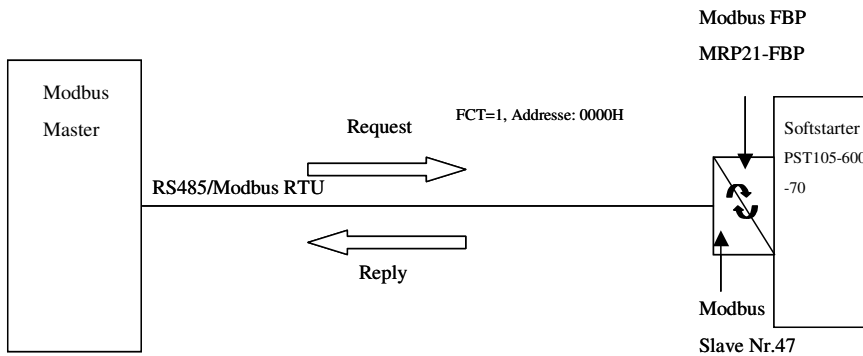 Modbus FBP
MRP21-FBP
Modbus
Master
Request
FCT=1, Addresse: 0000H
Softstarter
PST105-600
-70
RS485/Modbus RTU
Reply
Modbus
Slave Nr.47